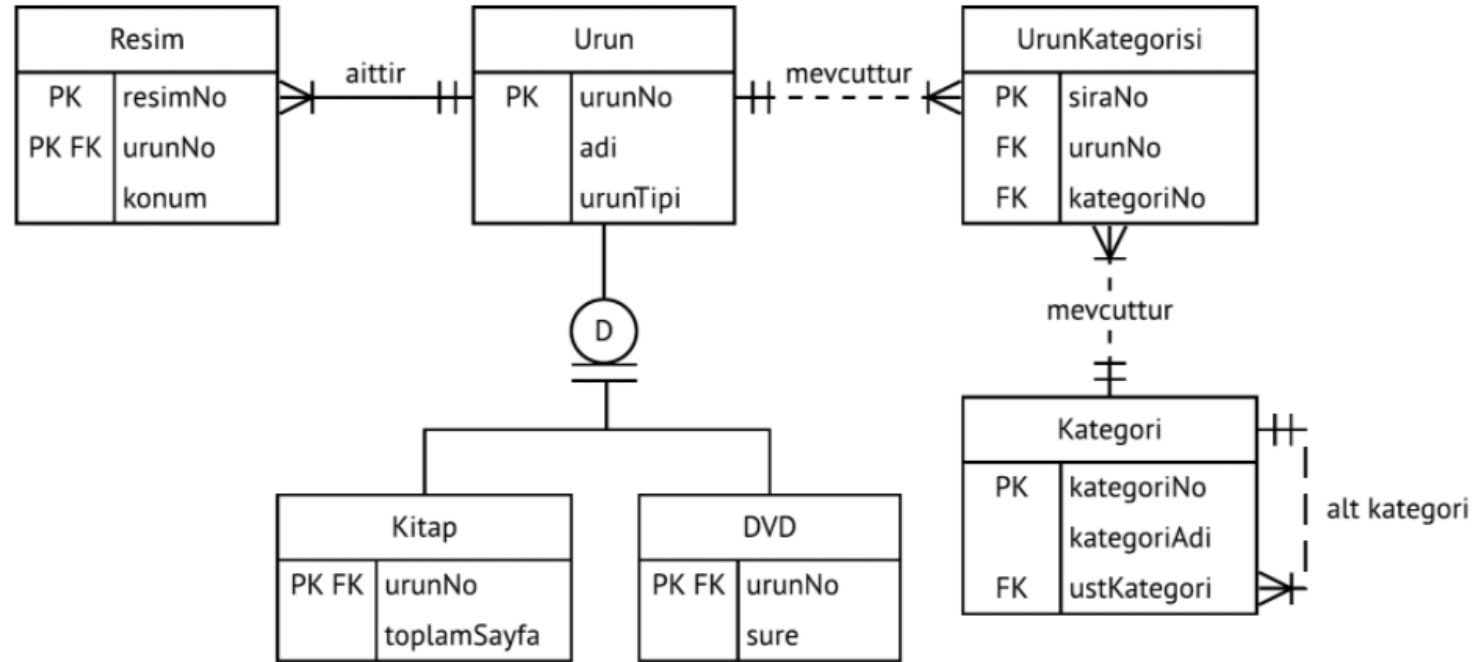 Resim
PK resimNo
PK FK urunNo
konum
aittir
Urun
PK urunNo
adi
urunTipi
mevcuttur
UrunKategorisi
PK siraNo
FK urunNo
FK kategoriNo
mevcuttur
D
Kategori
PK kategoriNo
kategoriAdi
FK ustKategori
alt kategori
Kitap
PK FK urunNo
toplamSayfa
DVD
PK FK urunNo
sure